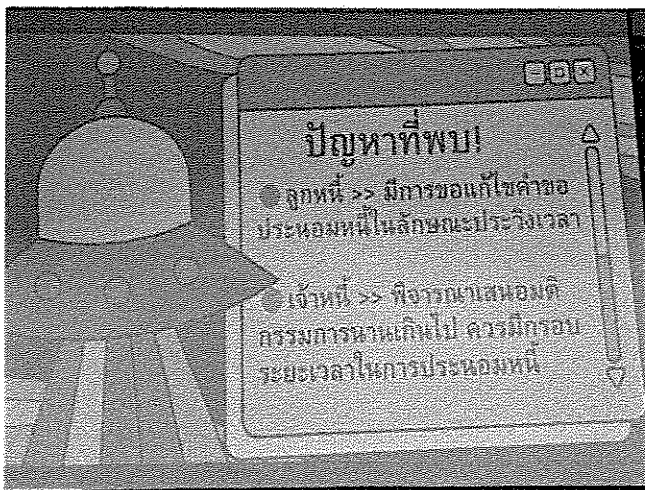 ปัญหาที่พบ!
ลูกหนี้ >> มีการขอแก้ไขคำขอ
ประนอมหนี้ในลักษณะประวิงเวลา
เจ้าหนี้ >> พิจารณาเสนอมติ
กรรมการนานเกินไป ควรมีกรอบ
ระยะเวลาในการประนอมหนี้